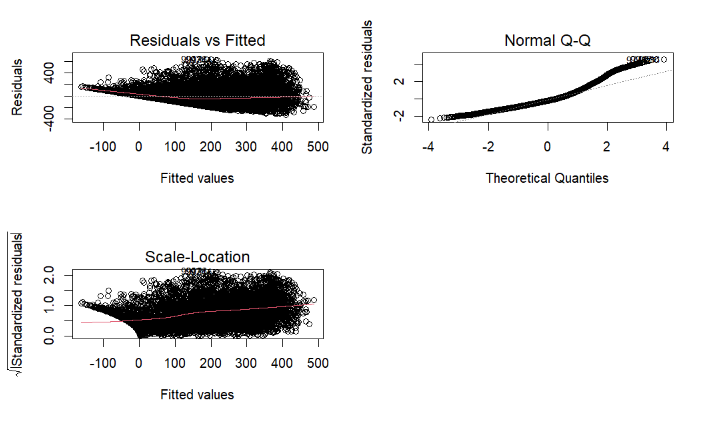 Residuals vs Fitted
Residuals
400
-400
-100 0 100 200 300 400 500
Fitted values
Normal Q-Q
Standardized residuals
2
-2
-4 -2 0 2 4
Theoretical Quantiles
Scale-Location
√|Standardized residuals|
2.0
1.0
0.0
-100 0 100 200 300 400 500
Fitted values